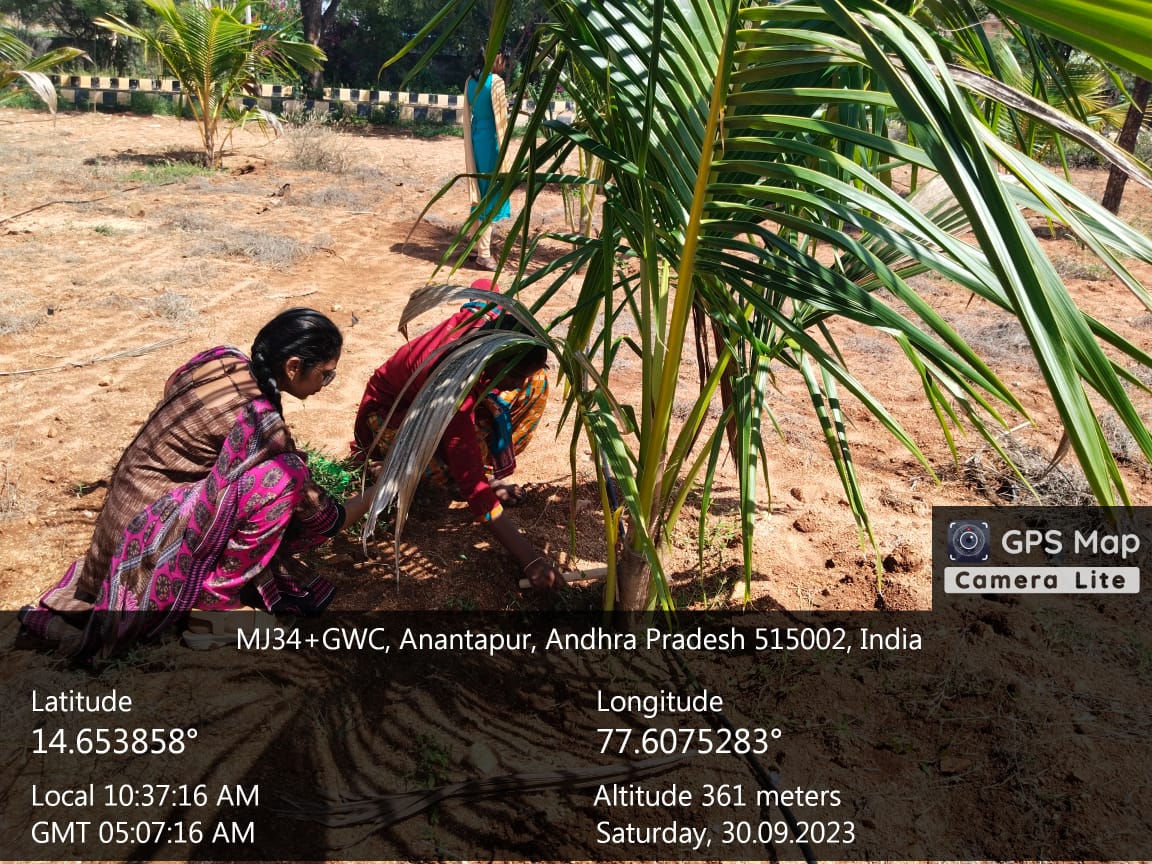 GPS Map
Camera Lite
MJ34+GWC, Anantapur, Andhra Pradesh 515002, India
Latitude
14.653858°
Longitude
77.6075283°
Local 10:37:16 AM
GMT 05:07:16 AM
Altitude 361 meters
Saturday, 30.09.2023